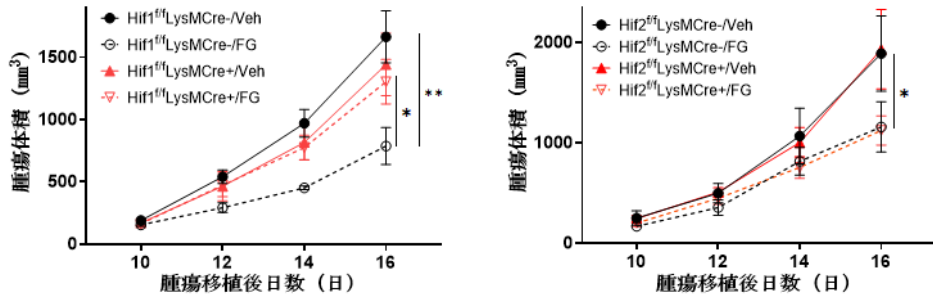 Hif1f/fLysMCre-/Veh
Hif1f/fLysMCre-/FG
Hif1f/fLysMCre+/Veh
Hif1f/fLysMCre+/FG
腫瘍体積（mm3）
1500
1000
500
0
*
**
10 12 14 16
腫瘍移植後日数（日）
Hif2f/fLysMCre-/Veh
Hif2f/fLysMCre-/FG
Hif2f/fLysMCre+/Veh
Hif2f/fLysMCre+/FG
腫瘍体積（mm3）
2000
1000
0
*
10 12 14 16
腫瘍移植後日数（日）